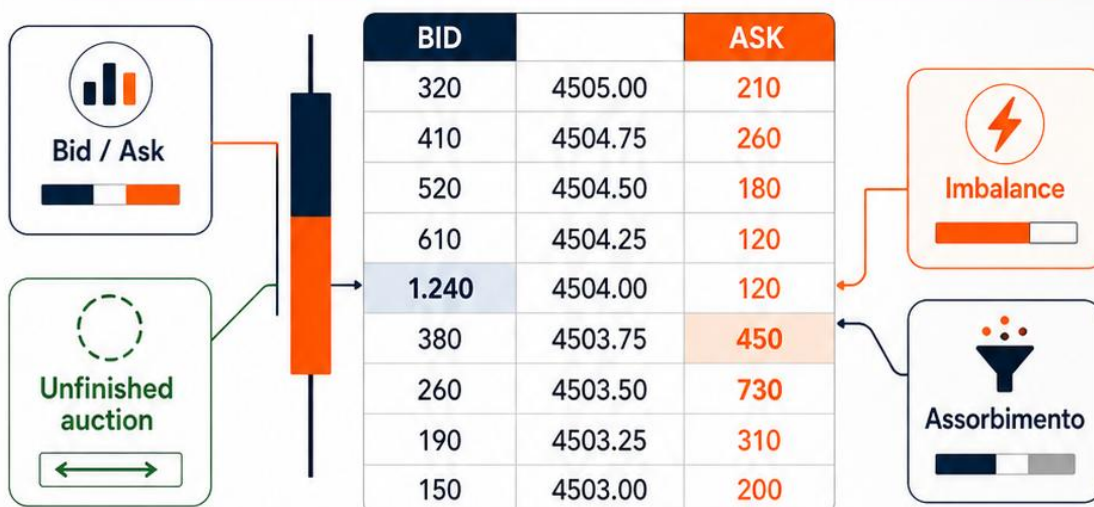 Bid / Ask
Unfinished
auction
BID ASK
320 4505.00 210
410 4504.75 260
520 4504.50 180
610 4504.25 120
1.240 4504.00 120
380 4503.75 450
260 4503.50 730
190 4503.25 310
150 4503.00 200
Imbalance
Assorbimento